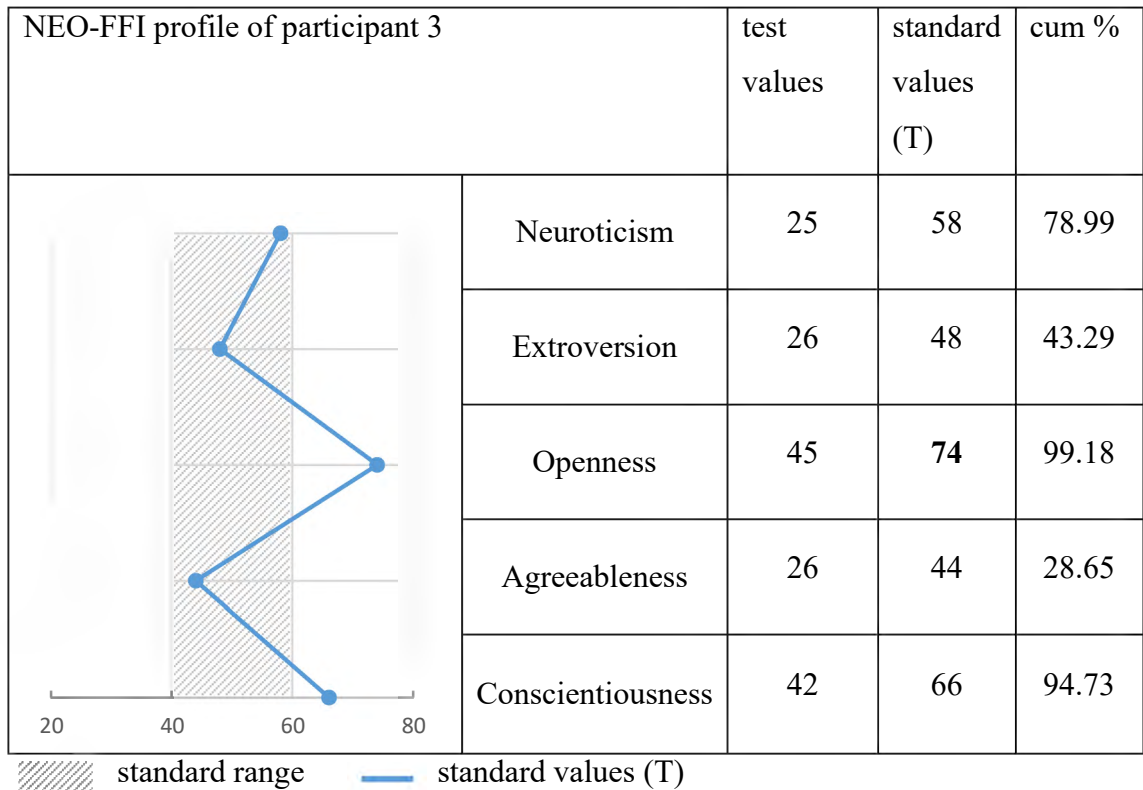 NEO-FFI profile of participant 3
test values
standard values (T)
cum %
Neuroticism 25 58 78.99
Extroversion 26 48 43.29
Openness 45 74 99.18
Agreeableness 26 44 28.65
Conscientiousness 42 66 94.73
20 40 60 80
standard range standard values (T)